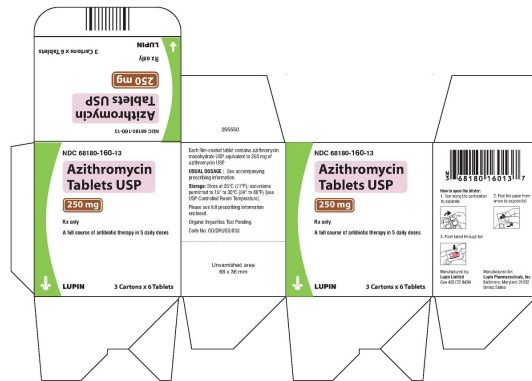 3 Cartons x 6 Tablets
LUPIN
Rx only
250 mg
Azithromycin
Tablets USP
NDC 68180-160-13
255550
NDC 68180-160-13
Azithromycin
Tablets USP
250 mg
Rx only
A full course of antibiotic therapy in 5 daily doses
LUPIN
3 Cartons x 6 Tablets
Each film-coated tablet contains azithromycin
monohydrate USP equivalent to 250 mg of
azithromycin USP
USUAL DOSAGE : See accompanying
prescribing information.
Storage: Store at 25°C (77°F); excursions
permitted to 15° to 30°C (59° to 86°F) [see
USP Controlled Room Temperature].
Please see full prescribing information
enclosed.
Organic Impurities Test Pending.
Code No. GO/DRUGS/833
Unvarnished area
68 x 36 mm
NDC 68180-160-13
Azithromycin
Tablets USP
250 mg
Rx only
A full course of antibiotic therapy in 5 daily doses
LUPIN
3 Cartons x 6 Tablets
N
3 68180 16013 7
How to open the blister:
1. Tear along the perforation
to separate
2. Peel the paper from
arrow to expose foil
3. Push tablet through foil
Manufactured by:
Lupin Limited
Goa 403722 INDIA
Manufactured for:
Lupin Pharmaceuticals, Inc.
Baltimore, Maryland 21202
United States